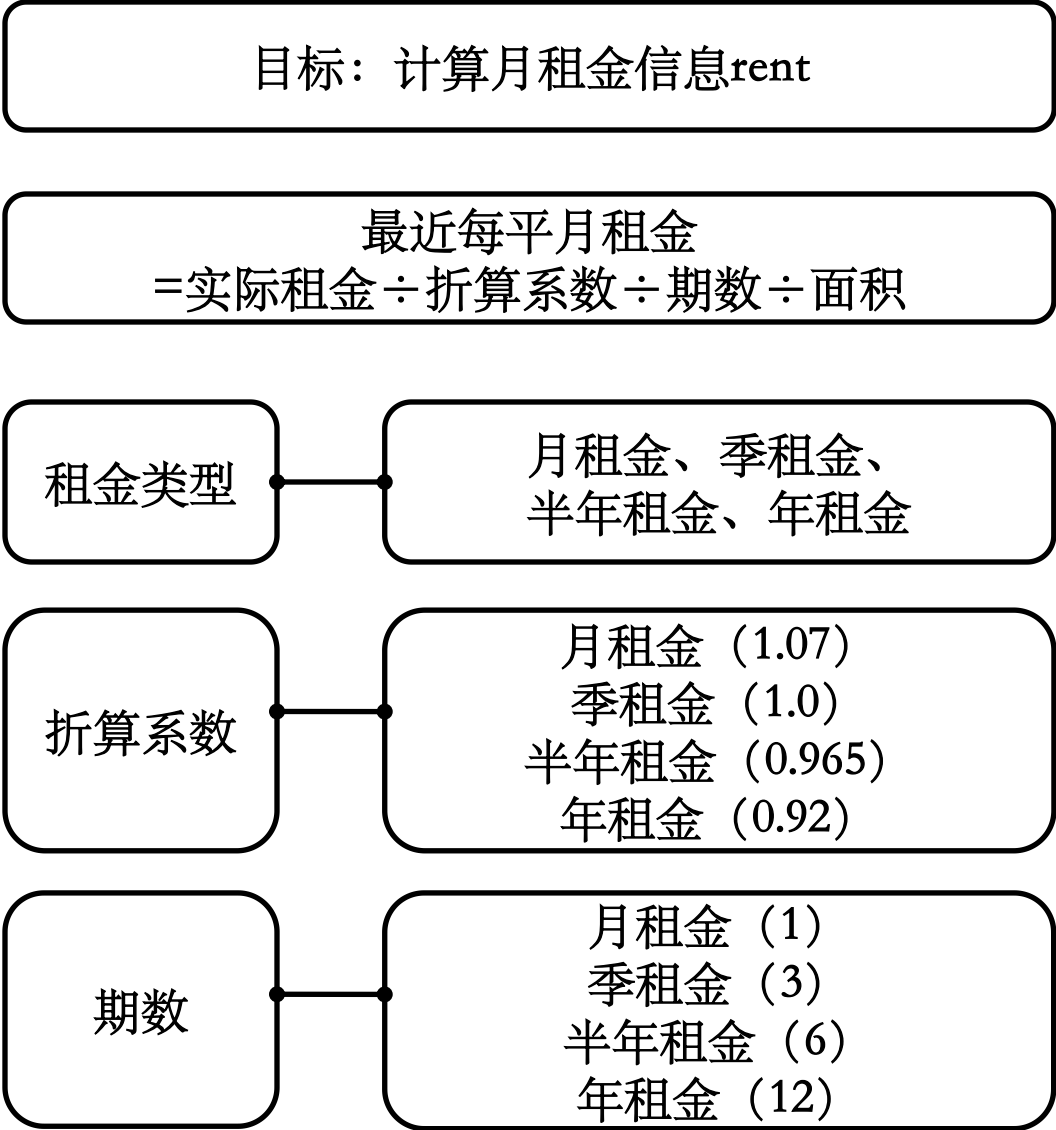 目标：计算月租金信息rent
最近每平月租金
=实际租金÷折算系数÷期数÷面积
租金类型
月租金、季租金、
半年租金、年租金
折算系数
月租金（1.07）
季租金（1.0）
半年租金（0.965）
年租金（0.92）
期数
月租金（1）
季租金（3）
半年租金（6）
年租金（12）